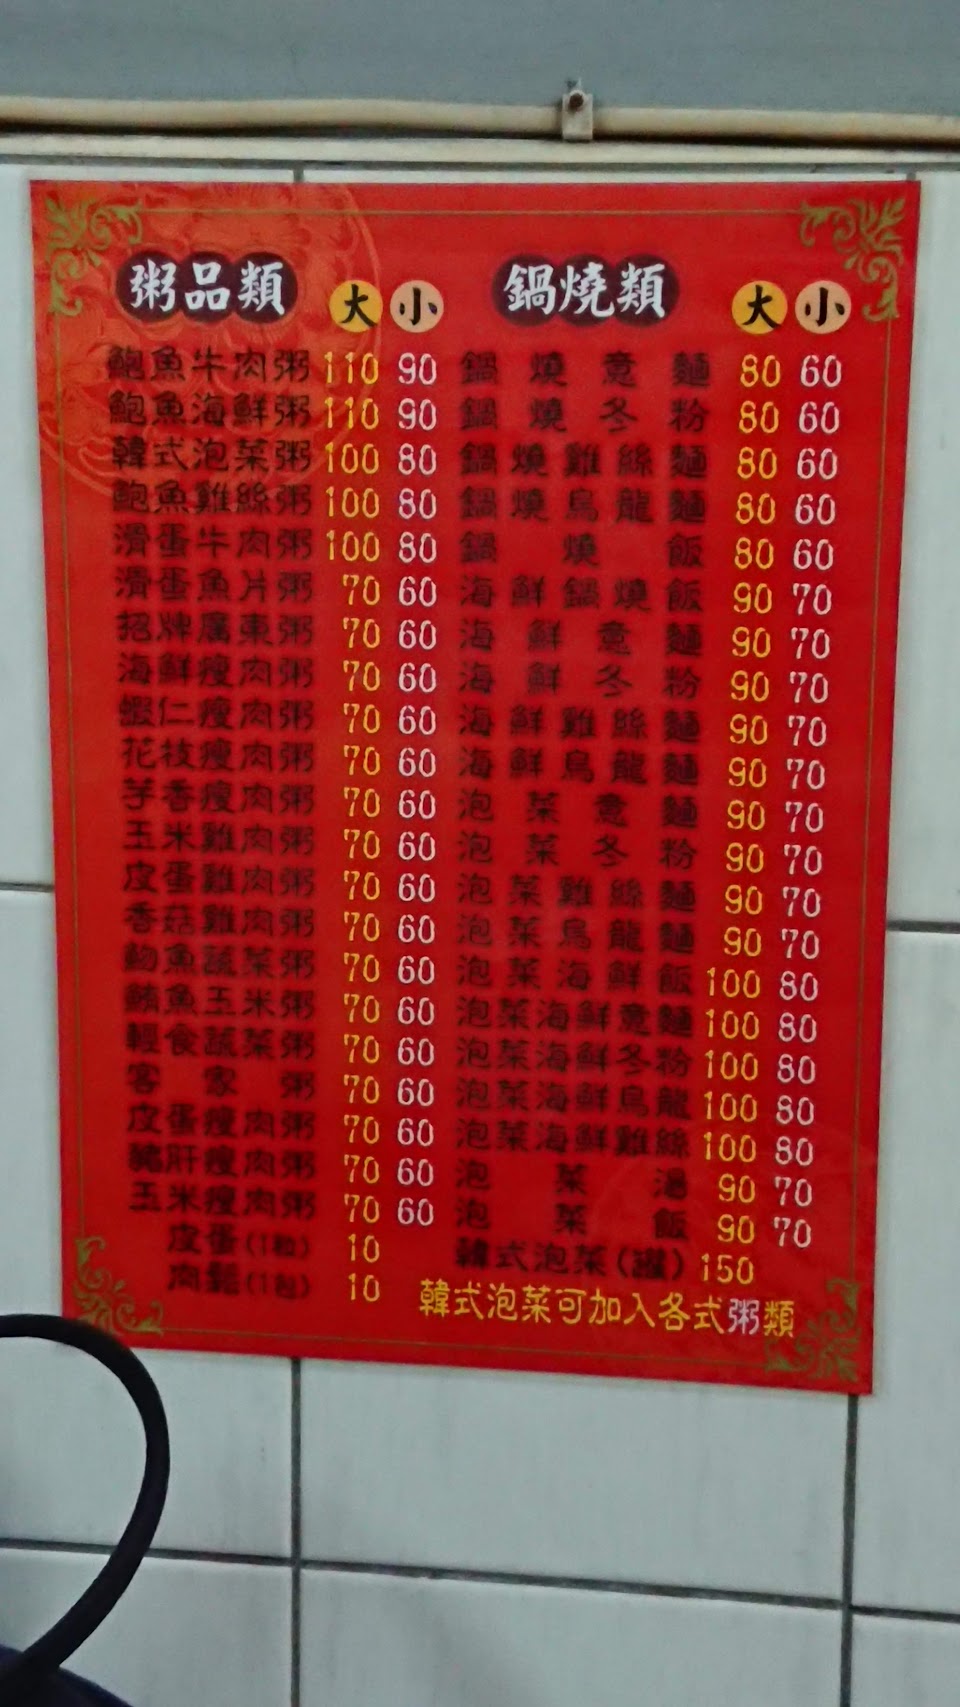 粥品類 大 小
鮑魚牛肉粥 110 90
鮑魚海鮮粥 110 90
韓式泡菜粥 100 80
鮑魚雞絲粥 100 80
滑蛋牛肉粥 100 80
滑蛋魚片粥 70 60
招牌廣東粥 70 60
海鮮瘦肉粥 70 60
蝦仁瘦肉粥 70 60
花枝瘦肉粥 70 60
芋香瘦肉粥 70 60
玉米雞肉粥 70 60
皮蛋雞肉粥 70 60
香菇雞肉粥 70 60
魩魚蔬菜粥 70 60
鮪魚玉米粥 70 60
輕食蔬菜粥 70 60
客家粥 70 60
皮蛋瘦肉粥 70 60
豬肝瘦肉粥 70 60
玉米瘦肉粥 70 60
皮蛋(1粒) 10
肉鬆(1包) 10
鍋燒類 大 小
鍋燒意麵 80 60
鍋燒冬粉 80 60
鍋燒雞絲麵 80 60
鍋燒烏龍麵 80 60
鍋燒飯 80 60
海鮮鍋燒飯 90 70
海鮮意麵 90 70
海鮮冬粉 90 70
海鮮雞絲麵 90 70
海鮮烏龍麵 90 70
泡菜意麵 90 70
泡菜冬粉 90 70
泡菜雞絲麵 90 70
泡菜烏龍麵 90 70
泡菜海鮮飯 100 80
泡菜海鮮意麵 100 80
泡菜海鮮冬粉 100 80
泡菜海鮮烏龍 100 80
泡菜海鮮雞絲 100 80
泡菜湯 90 70
泡菜飯 90 70
韓式泡菜(罐) 150
韓式泡菜可加入各式粥類